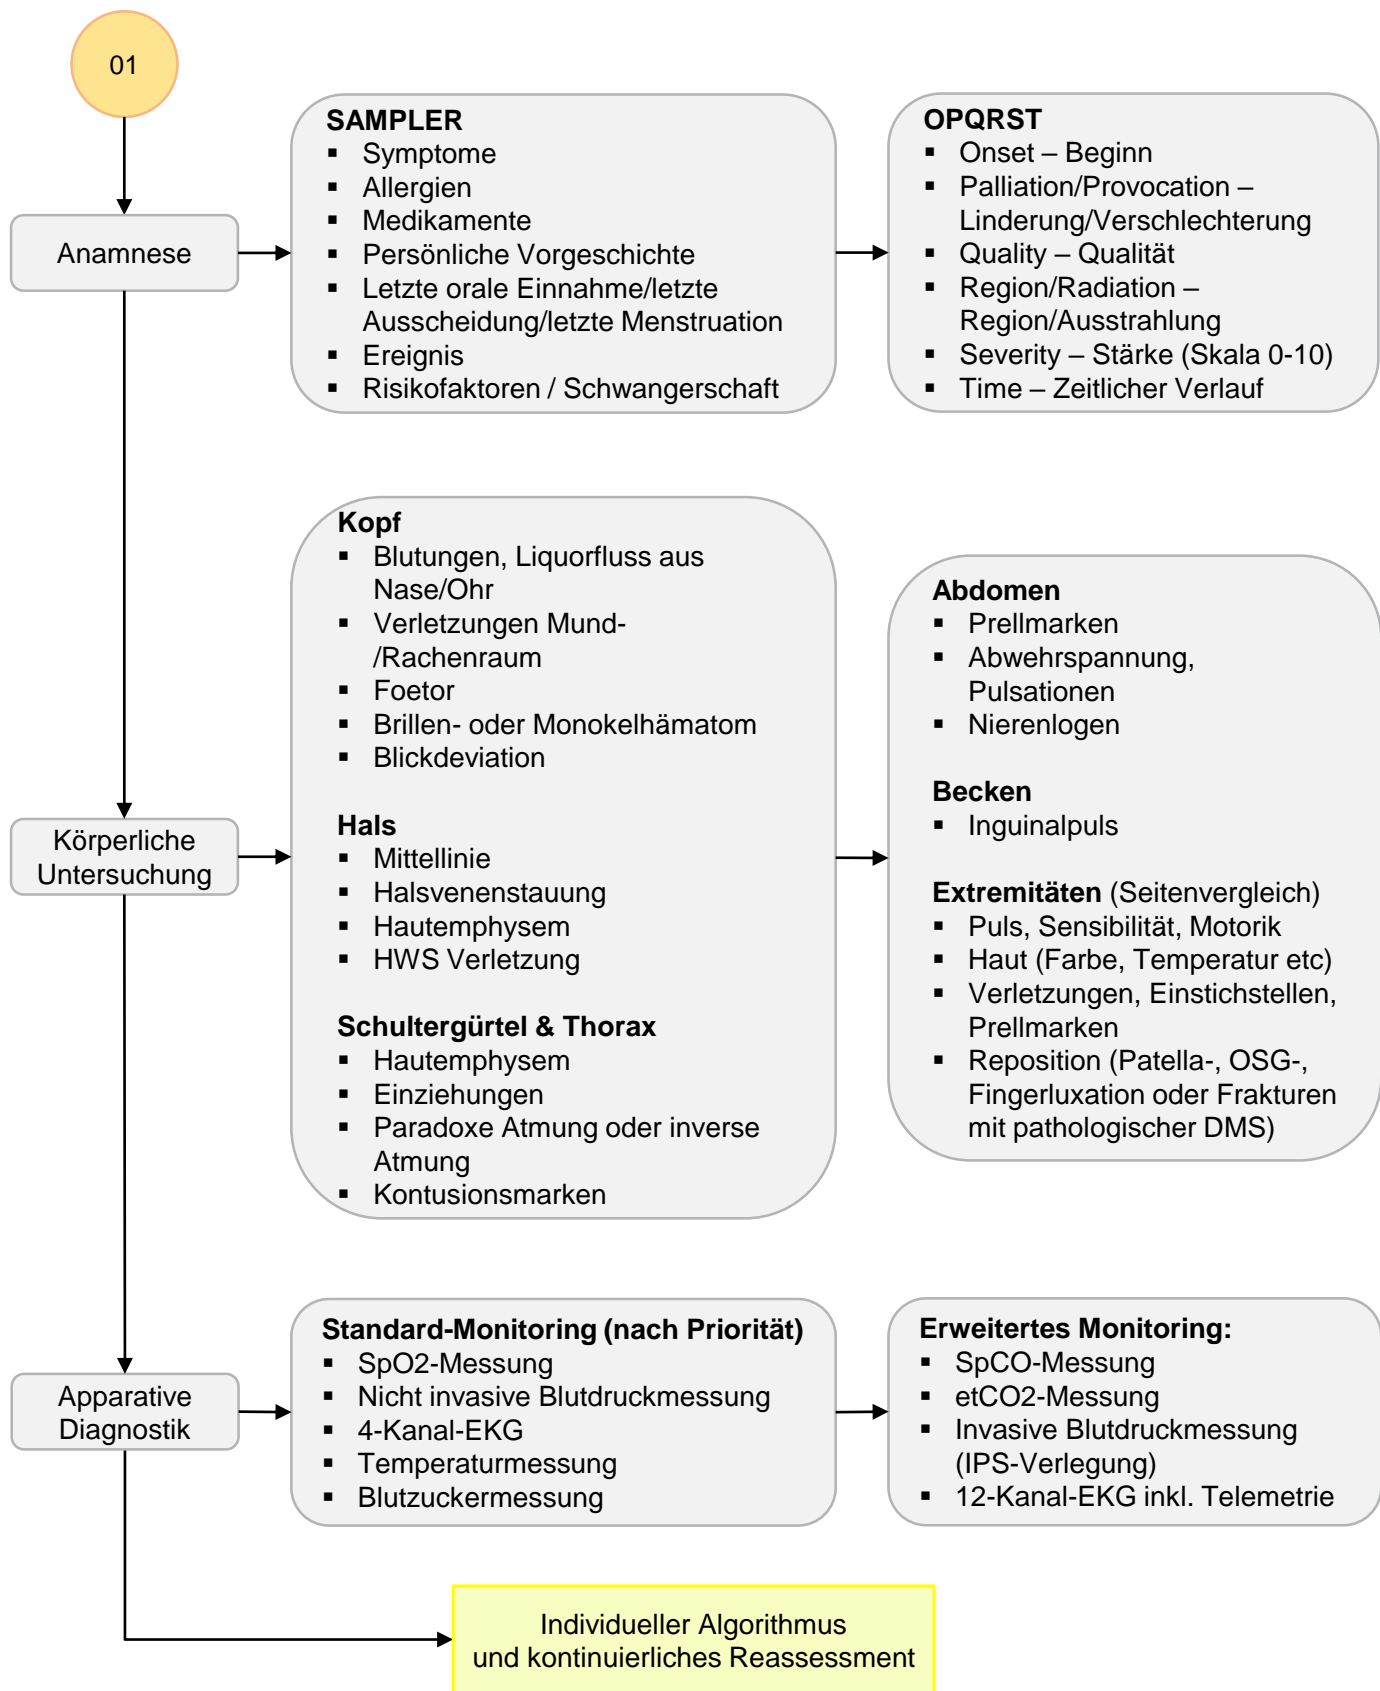 01
Anamnese
SAMPLER
▪ Symptome
▪ Allergien
▪ Medikamente
▪ Persönliche Vorgeschichte
▪ Letzte orale Einnahme/letzte
Ausscheidung/letzte Menstruation
▪ Ereignis
▪ Risikofaktoren / Schwangerschaft
OPQRST
▪ Onset – Beginn
▪ Palliation/Provocation –
Linderung/Verschlechterung
▪ Quality – Qualität
▪ Region/Radiation –
Region/Ausstrahlung
▪ Severity – Stärke (Skala 0-10)
▪ Time – Zeitlicher Verlauf
Körperliche
Untersuchung
Kopf
▪ Blutungen, Liquorfluss aus
Nase/Ohr
▪ Verletzungen Mund-
/Rachenraum
▪ Foetor
▪ Brillen- oder Monokelhämatom
▪ Blickdeviation
Hals
▪ Mittellinie
▪ Halsvenenstauung
▪ Hautemphysem
▪ HWS Verletzung
Schultergürtel & Thorax
▪ Hautemphysem
▪ Einziehungen
▪ Paradoxe Atmung oder inverse
Atmung
▪ Kontusionsmarken
Abdomen
▪ Prellmarken
▪ Abwehrspannung,
Pulsationen
▪ Nierenlogen
Becken
▪ Inguinalpuls
Extremitäten (Seitenvergleich)
▪ Puls, Sensibilität, Motorik
▪ Haut (Farbe, Temperatur etc)
▪ Verletzungen, Einstichstellen,
Prellmarken
▪ Reposition (Patella-, OSG-,
Fingerluxation oder Frakturen
mit pathologischer DMS)
Apparative
Diagnostik
Standard-Monitoring (nach Priorität)
▪ SpO2-Messung
▪ Nicht invasive Blutdruckmessung
▪ 4-Kanal-EKG
▪ Temperaturmessung
▪ Blutzuckermessung
Erweitertes Monitoring:
▪ SpCO-Messung
▪ etCO2-Messung
▪ Invasive Blutdruckmessung
(IPS-Verlegung)
▪ 12-Kanal-EKG inkl. Telemetrie
Individueller Algorithmus
und kontinuierliches Reassessment